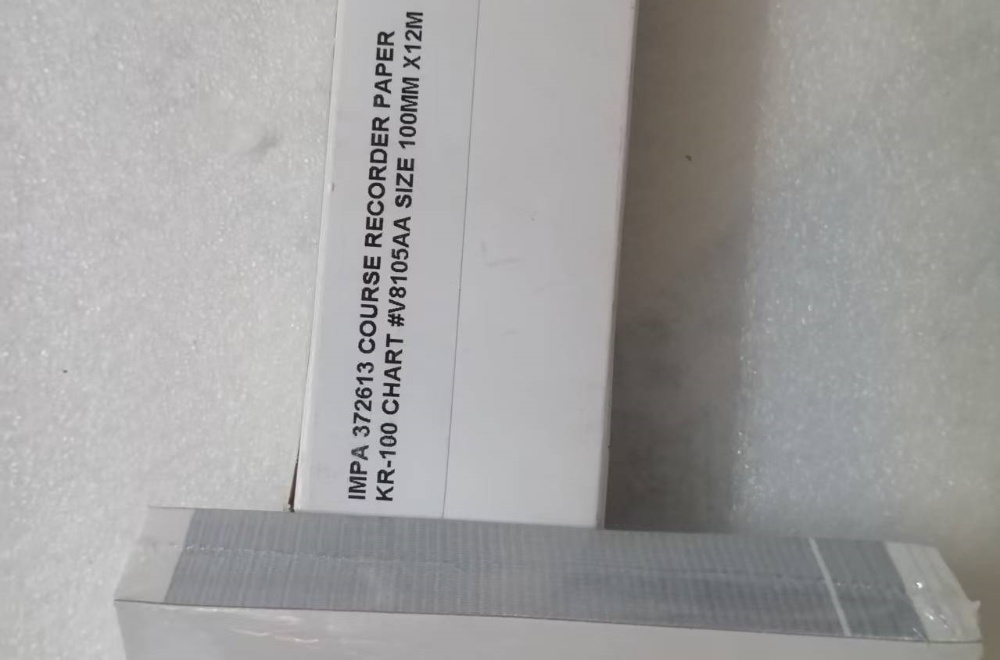 IMPA 372613 COURSE RECORDER PAPER
KR-100 CHART #V8105AA SIZE 100MM X12M